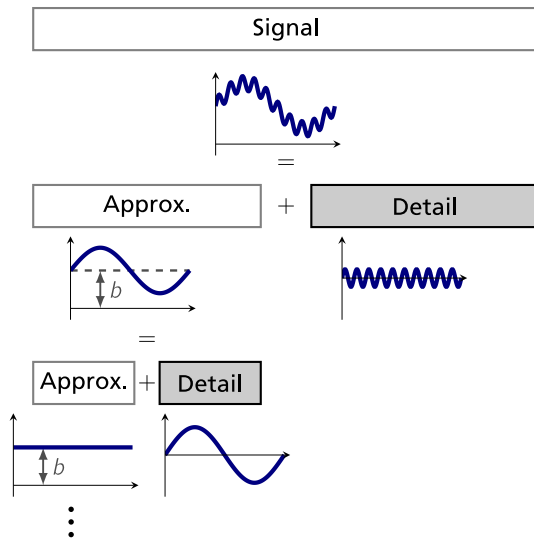 Signal
=
Approx. + Detail
b
=
Approx. + Detail
b
⋮